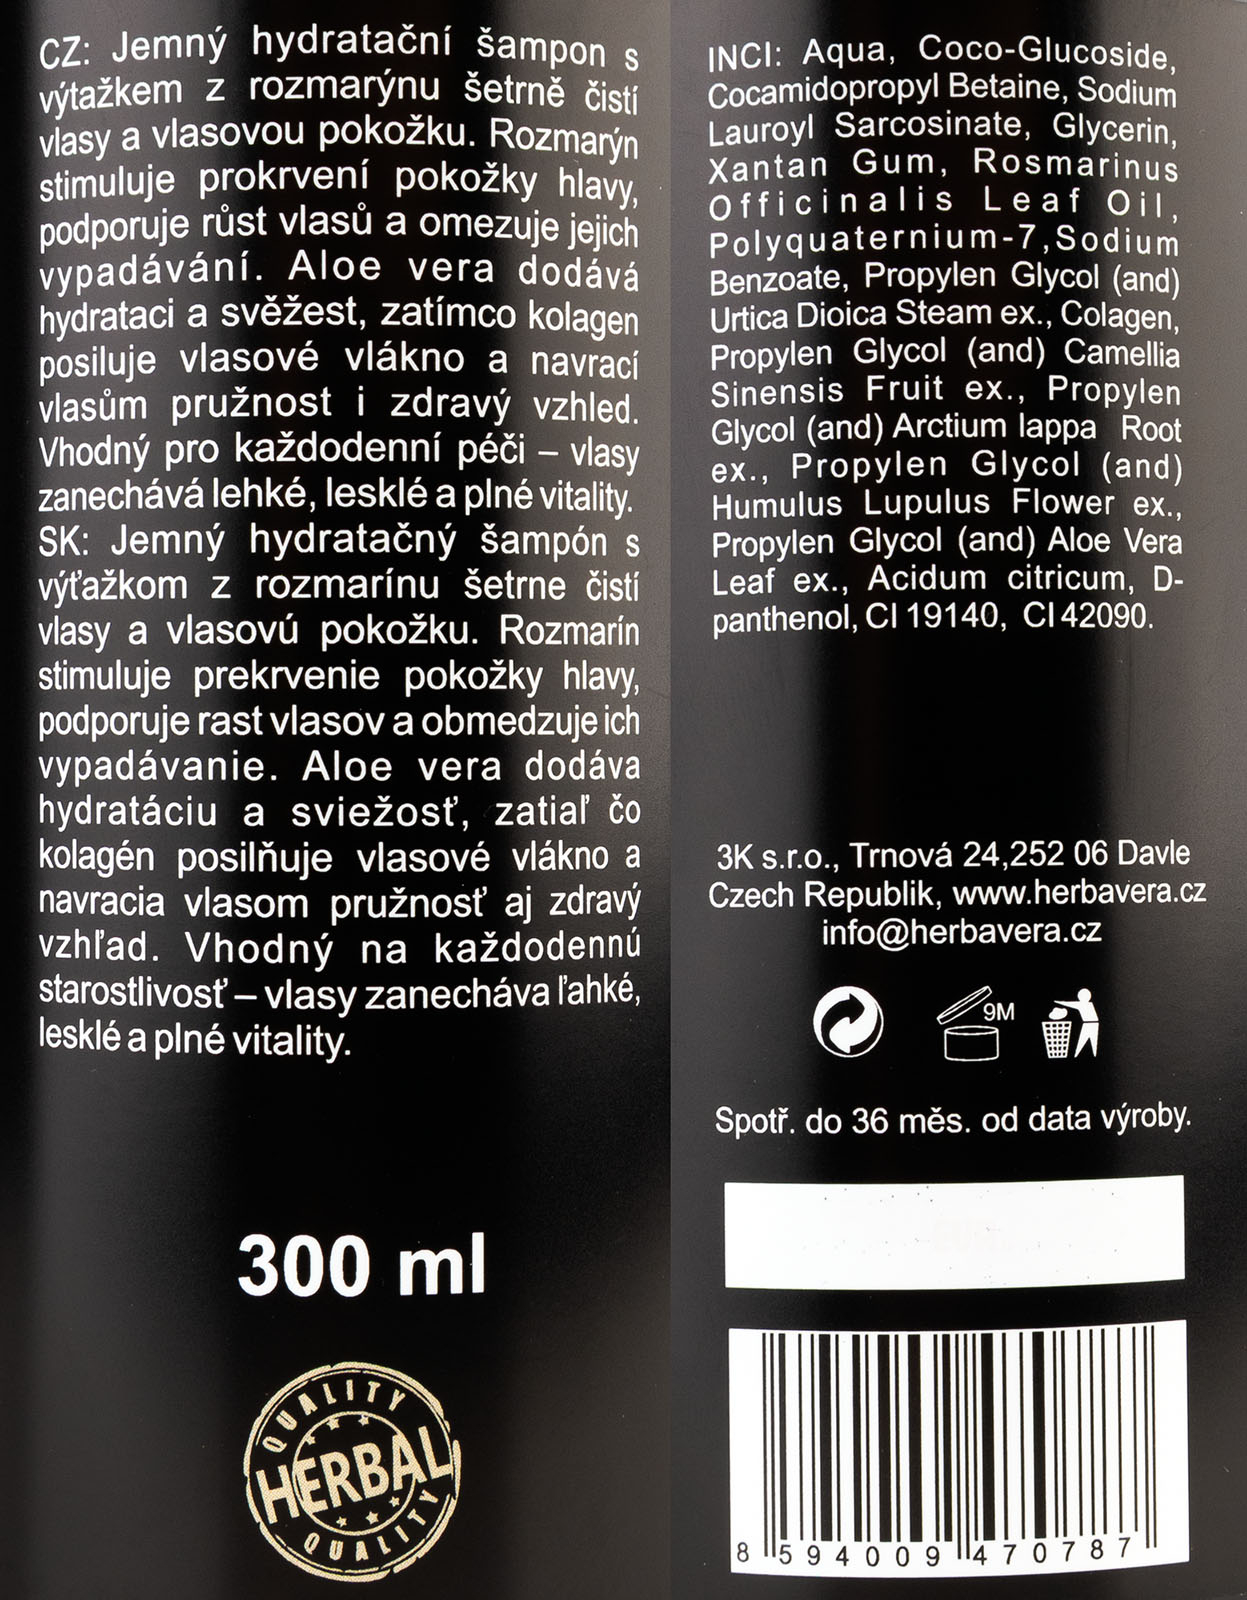 CZ: Jemný hydratační šampon s
výtažkem z rozmarýnu šetrně čistí
vlasy a vlasovou pokožku. Rozmarýn
stimuluje prokrvení pokožky hlavy,
podporuje růst vlasů a omezuje jejich
vypadávání. Aloe vera dodává
hydrataci a svěžest, zatímco kolagen
posiluje vlasové vlákno a navrací
vlasům pružnost i zdravý vzhled.
Vhodný pro každodenní péči – vlasy
zanechává lehké, lesklé a plné vitality.
SK: Jemný hydratačný šampón s
výťažkom z rozmarínu šetrne čistí
vlasy a vlasovú pokožku. Rozmarín
stimuluje prekrvenie pokožky hlavy,
podporuje rast vlasov a obmedzuje ich
vypadávanie. Aloe vera dodáva
hydratáciu a sviežosť, zatiaľ čo
kolagén posilňuje vlasové vlákno a
navracia vlasom pružnosť aj zdravý
vzhľad. Vhodný na každodennú
starostlivosť – vlasy zanecháva ľahké,
lesklé a plné vitality.
300 ml
QUALITY
HERBAL
QUALITY
INCI: Aqua, Coco-Glucoside,
Cocamidopropyl Betaine, Sodium
Lauroyl Sarcosinate, Glycerin,
Xantan Gum, Rosmarinus
Officinalis Leaf Oil,
Polyquaternium-7,Sodium
Benzoate, Propylen Glycol (and)
Urtica Dioica Steam ex., Colagen,
Propylen Glycol (and) Camellia
Sinensis Fruit ex., Propylen
Glycol (and) Arctium lappa Root
ex., Propylen Glycol (and)
Humulus Lupulus Flower ex.,
Propylen Glycol (and) Aloe Vera
Leaf ex., Acidum citricum, D-
panthenol, CI 19140, CI 42090.
3K s.r.o., Trnová 24,252 06 Davle
Czech Republik, www.herbavera.cz
info@herbavera.cz
9M
Spotř. do 36 měs. od data výroby.
8 594009 470787